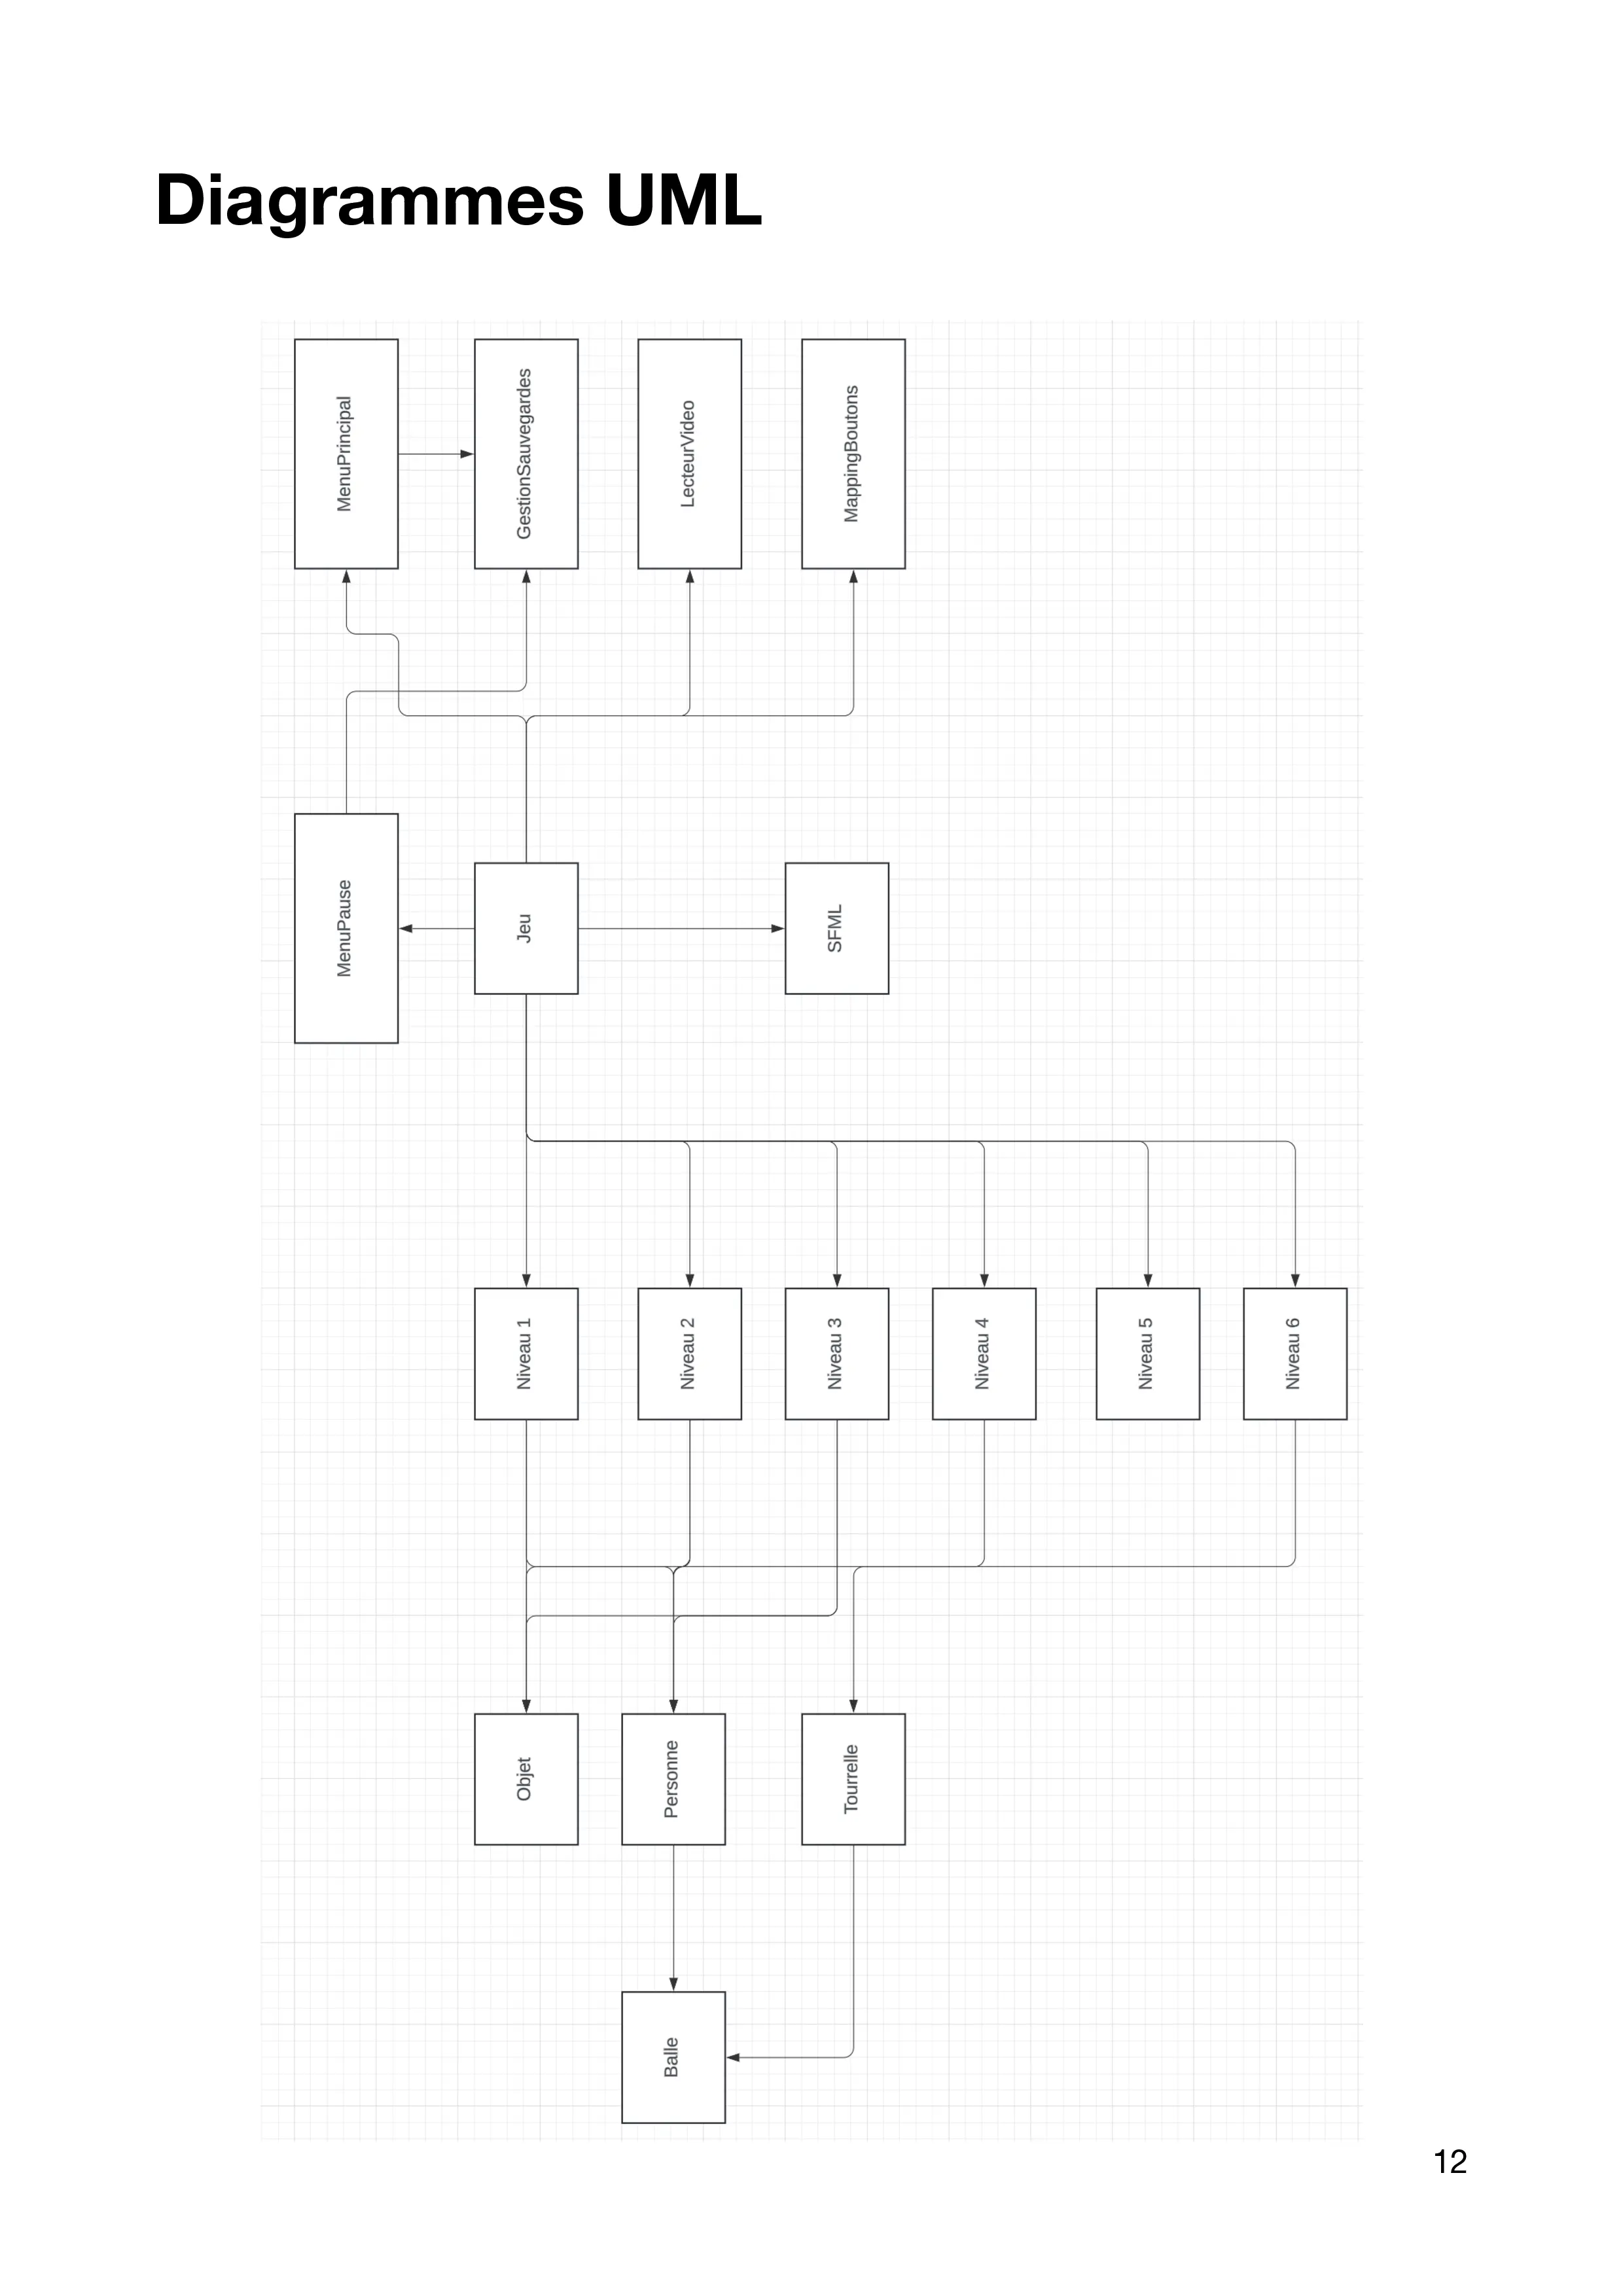 Diagrammes UML
MenuPrincipal
GestionSauvegardes
LecteurVideo
MappingBoutons
MenuPause
Jeu
SFML
Niveau 1
Niveau 2
Niveau 3
Niveau 4
Niveau 5
Niveau 6
Objet
Personne
Tourrelle
Balle
12